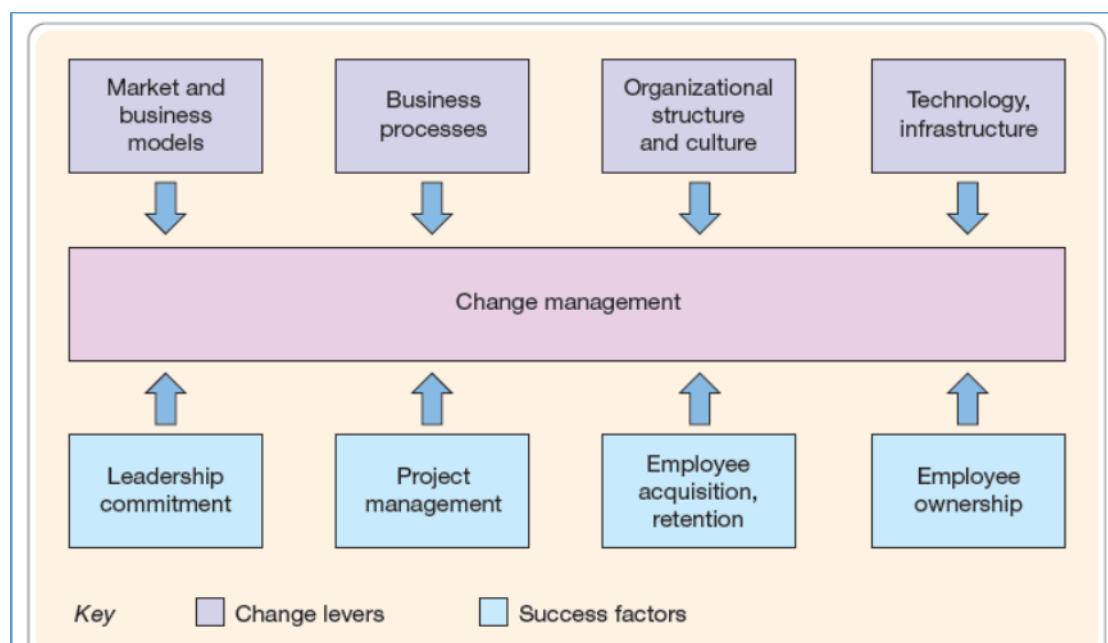 Market and
business
models
Business
processes
Organizational
structure
and culture
Technology,
infrastructure
Change management
Leadership
commitment
Project
management
Employee
acquisition,
retention
Employee
ownership
Key
Change levers
Success factors